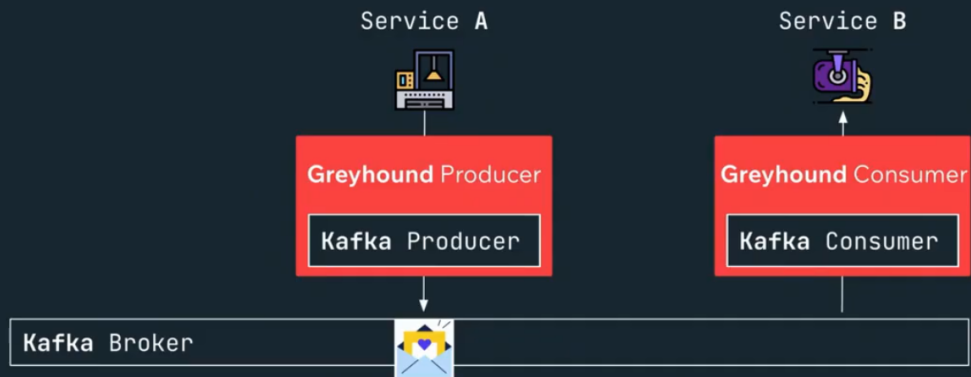 Service A
Service B
Greyhound Producer
Greyhound Consumer
Kafka Producer
Kafka Consumer
Kafka Broker